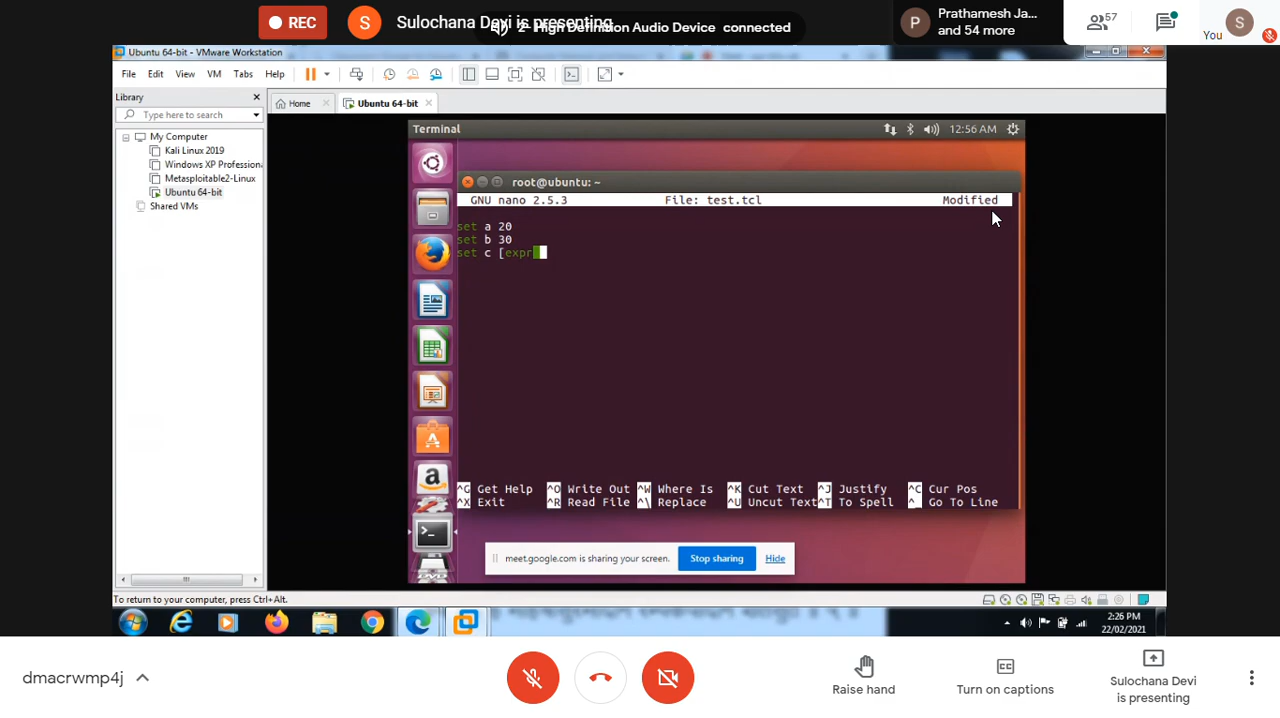 REC
S
Sulochana Devi is presenting
2- High Definition Audio Device connected
P
Prathamesh Ja...
and 54 more
57
S
You
Ubuntu 64-bit - VMware Workstation
File Edit View VM Tabs Help
Library
Type here to search
Home
Ubuntu 64-bit
My Computer
Kali Linux 2019
Windows XP Profession
Metasploitable2-Linux
Ubuntu 64-bit
Shared VMs
Terminal
12:56 AM
root@ubuntu: ~
GNU nano 2.5.3 File: test.tcl Modified
set a 20
set b 30
set c [expr
^G Get Help ^O Write Out ^W Where Is ^K Cut Text ^J Justify ^C Cur Pos
^X Exit ^R Read File ^\ Replace ^U Uncut Text ^T To Spell ^_ Go To Line
meet.google.com is sharing your screen. Stop sharing Hide
To return to your computer, press Ctrl+Alt.
2:26 PM
22/02/2021
dmacrwmp4j
Raise hand
Turn on captions
Sulochana Devi
is presenting